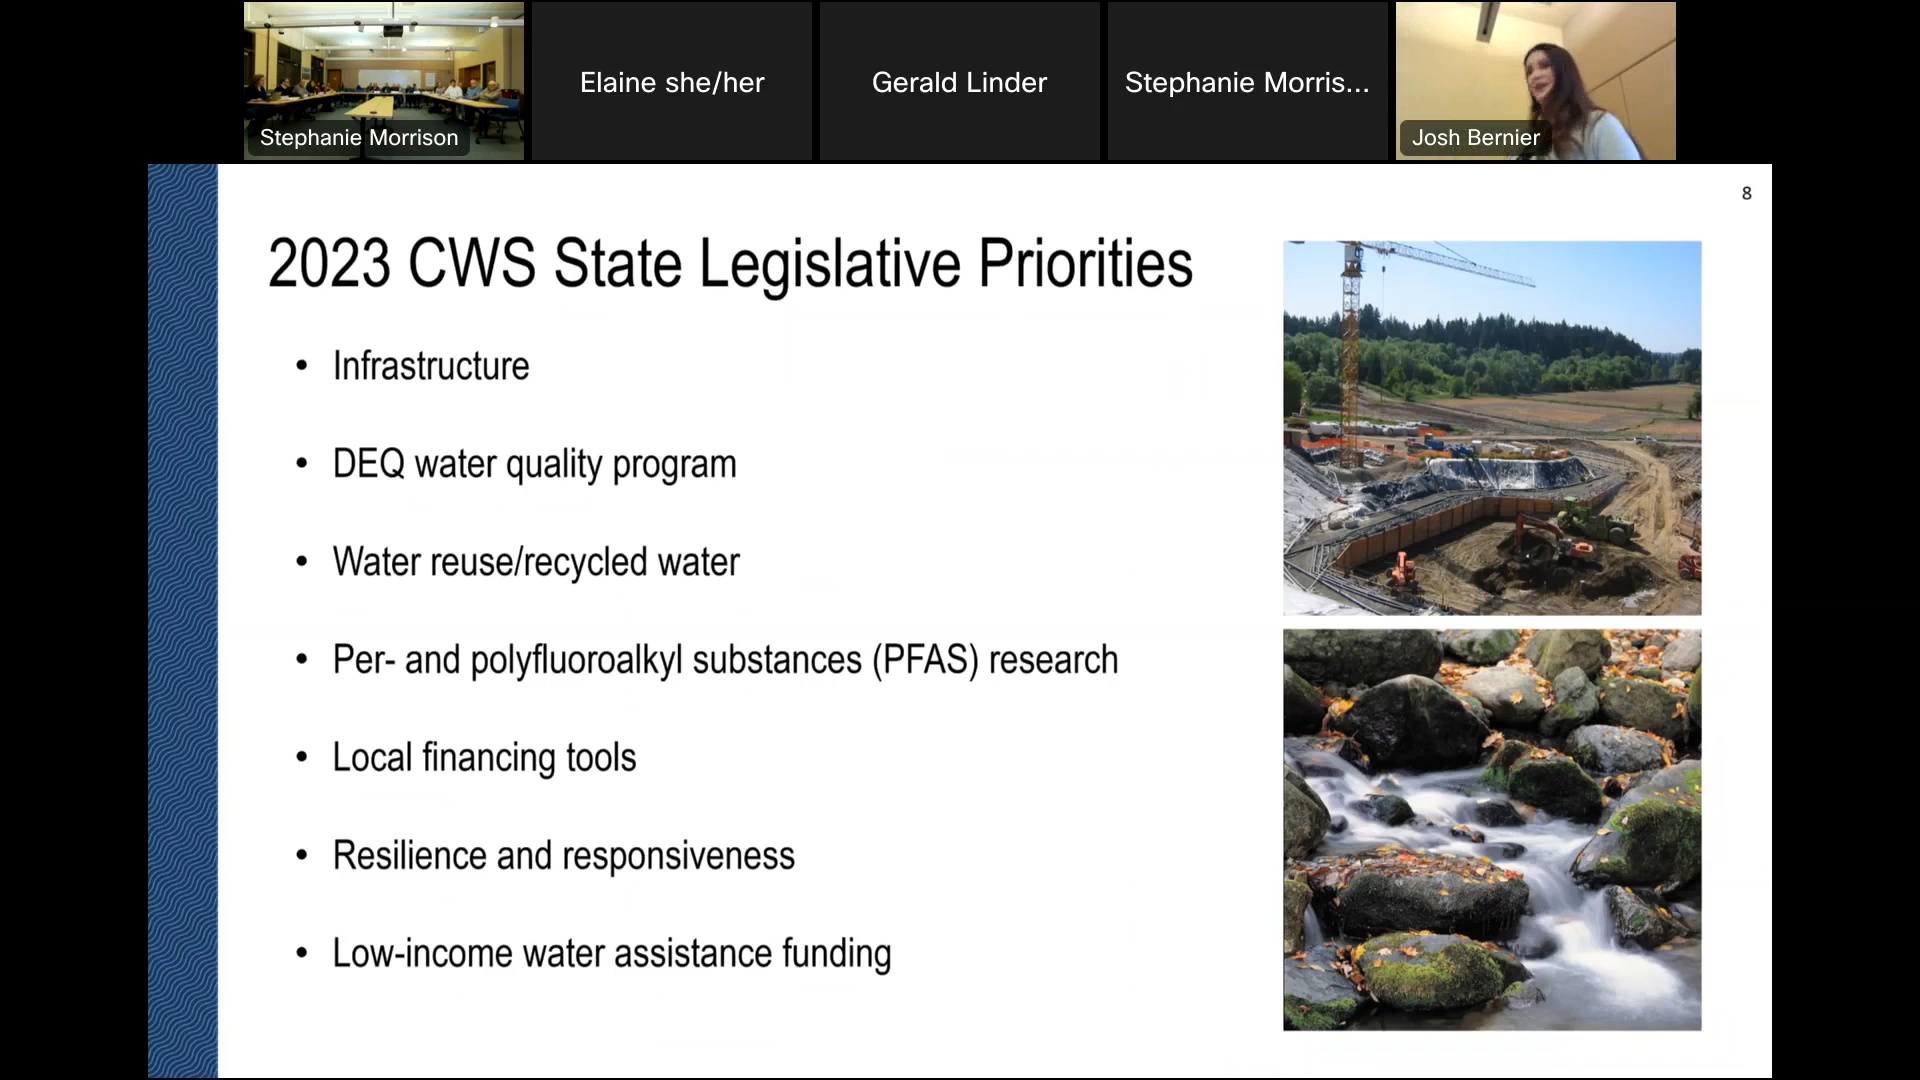 Stephanie Morrison
Elaine she/her
Gerald Linder
Stephanie Morris...
Josh Bernier
8
2023 CWS State Legislative Priorities
• Infrastructure
• DEQ water quality program
• Water reuse/recycled water
• Per- and polyfluoroalkyl substances (PFAS) research
• Local financing tools
• Resilience and responsiveness
• Low-income water assistance funding